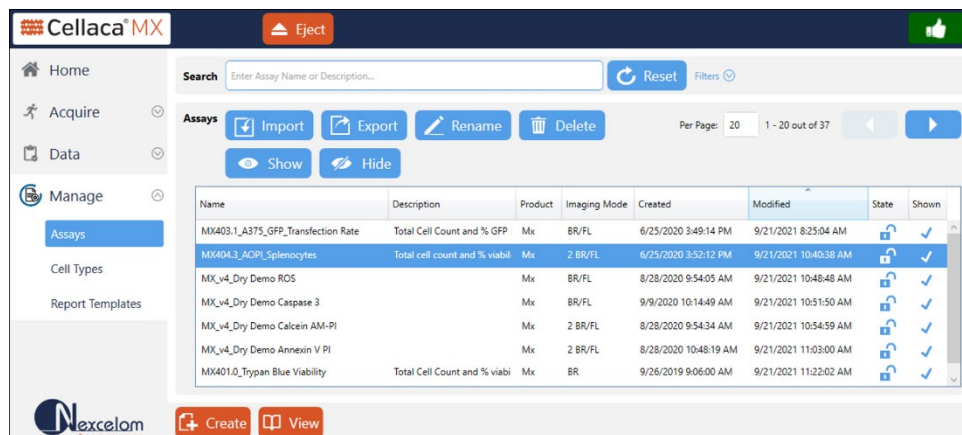 Cellaca® MX
Eject
Home
Acquire
Data
Manage
Assays
Cell Types
Report Templates
Nexcelom
Search Enter Assay Name or Description... Reset Filters
Assays Import Export Rename Delete Per Page: 20 1 - 20 out of 37
Show Hide
Name Description Product Imaging Mode Created Modified State Shown
MX403.1_A375_GFP_Transfection Rate Total Cell Count and % GFP Mx BR/FL 6/25/2020 3:49:14 PM 9/21/2021 8:25:04 AM
MX404.3_AOPI_Splenocytes Total cell count and % viabil Mx 2 BR/FL 6/25/2020 3:52:12 PM 9/21/2021 10:40:38 AM
MX_v4_Dry Demo ROS Mx BR/FL 8/28/2020 9:54:05 AM 9/21/2021 10:48:48 AM
MX_v4_Dry Demo Caspase 3 Mx BR/FL 9/9/2020 10:14:49 AM 9/21/2021 10:51:50 AM
MX_v4_Dry Demo Calcein AM-PI Mx 2 BR/FL 8/28/2020 9:54:34 AM 9/21/2021 10:54:59 AM
MX_v4_Dry Demo Annexin V PI Mx 2 BR/FL 8/28/2020 10:48:19 AM 9/21/2021 11:03:00 AM
MX401.0_Trypan Blue Viability Total Cell Count and % viabi Mx BR 9/26/2019 9:06:00 AM 9/21/2021 11:22:02 AM
Create View